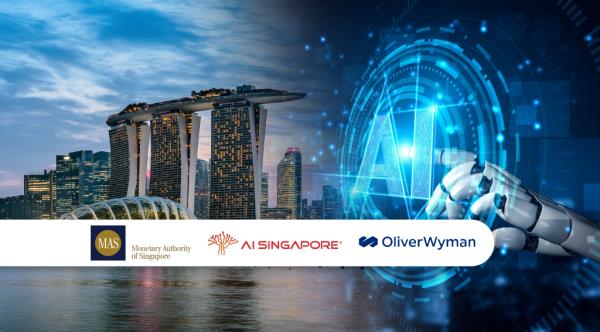 AI
MAS
Monetary Authority
of Singapore
AI SINGAPORE®
OliverWyman